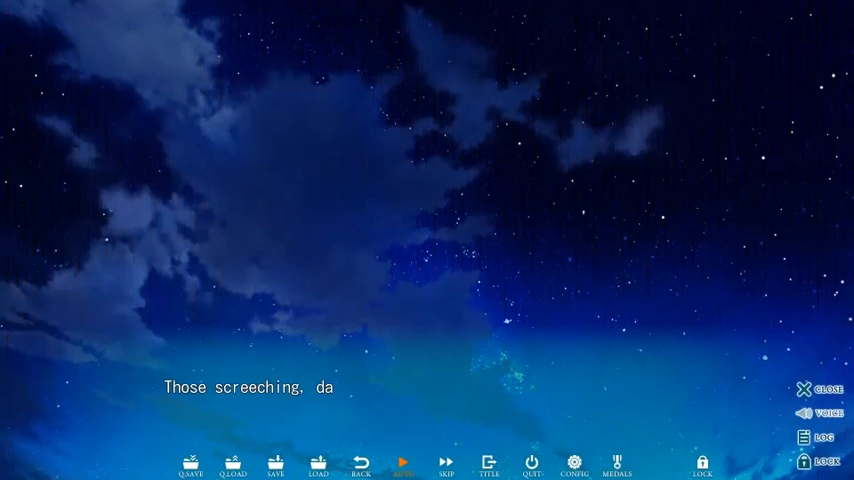 Those screeching, da
CLOSE
VOICE
LOG
LOCK
Q.SAVE Q.LOAD SAVE LOAD BACK AUTO SKIP TITLE QUIT CONFIG MEDALS LOCK